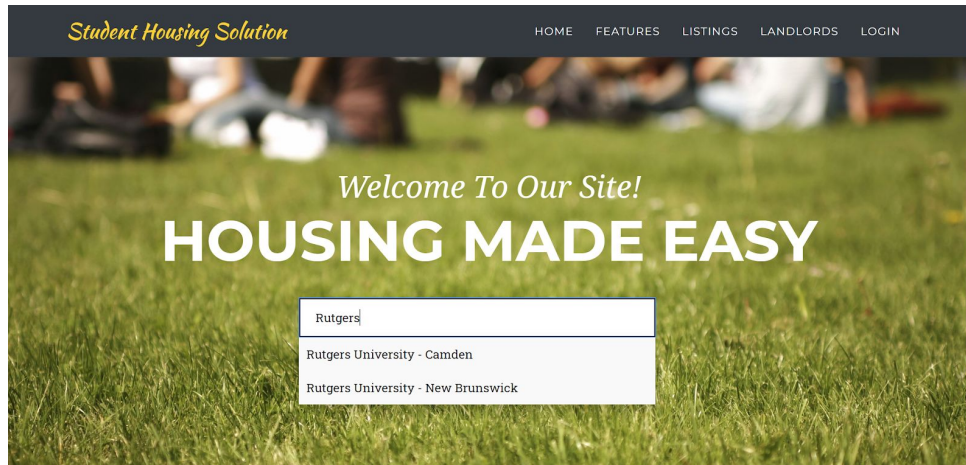 Student Housing Solution
HOME FEATURES LISTINGS LANDLORDS LOGIN
Welcome To Our Site!
HOUSING MADE EASY
Rutgers
Rutgers University - Camden
Rutgers University - New Brunswick